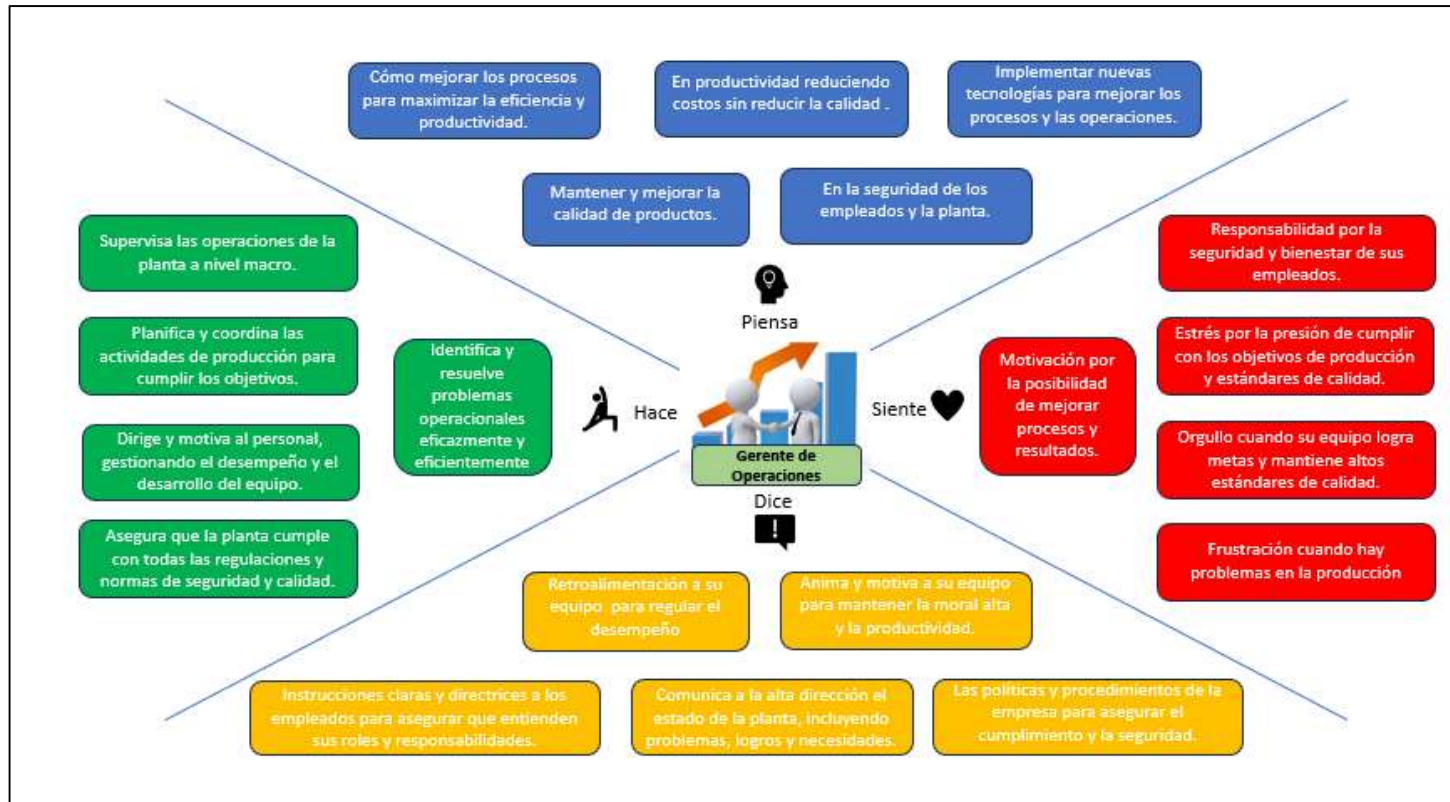 Cómo mejorar los procesos
para maximizar la eficiencia y
productividad.
En productividad reduciendo
costos sin reducir la calidad .
Implementar nuevas
tecnologías para mejorar los
procesos y las operaciones.
Mantener y mejorar la
calidad de productos.
En la seguridad de los
empleados y la planta.
Piensa
Supervisa las operaciones de la
planta a nivel macro.
Planifica y coordina las
actividades de producción para
cumplir los objetivos.
Dirige y motiva al personal,
gestionando el desempeño y el
desarrollo del equipo.
Asegura que la planta cumple
con todas las regulaciones y
normas de seguridad y calidad.
Identifica y
resuelve
problemas
operacionales
eficazmente y
eficientemente
Hace
Gerente de
Operaciones
Siente
Motivación por
la posibilidad
de mejorar
procesos y
resultados.
Responsabilidad por la
seguridad y bienestar de sus
empleados.
Estrés por la presión de cumplir
con los objetivos de producción
y estándares de calidad.
Orgullo cuando su equipo logra
metas y mantiene altos
estándares de calidad.
Frustración cuando hay
problemas en la producción
Dice
!
Retroalimentación a su
equipo para regular el
desempeño
Anima y motiva a su equipo
para mantener la moral alta
y la productividad.
Instrucciones claras y directrices a los
empleados para asegurar que entienden
sus roles y responsabilidades.
Comunica a la alta dirección el
estado de la planta, incluyendo
problemas, logros y necesidades.
Las políticas y procedimientos de la
empresa para asegurar el
cumplimiento y la seguridad.